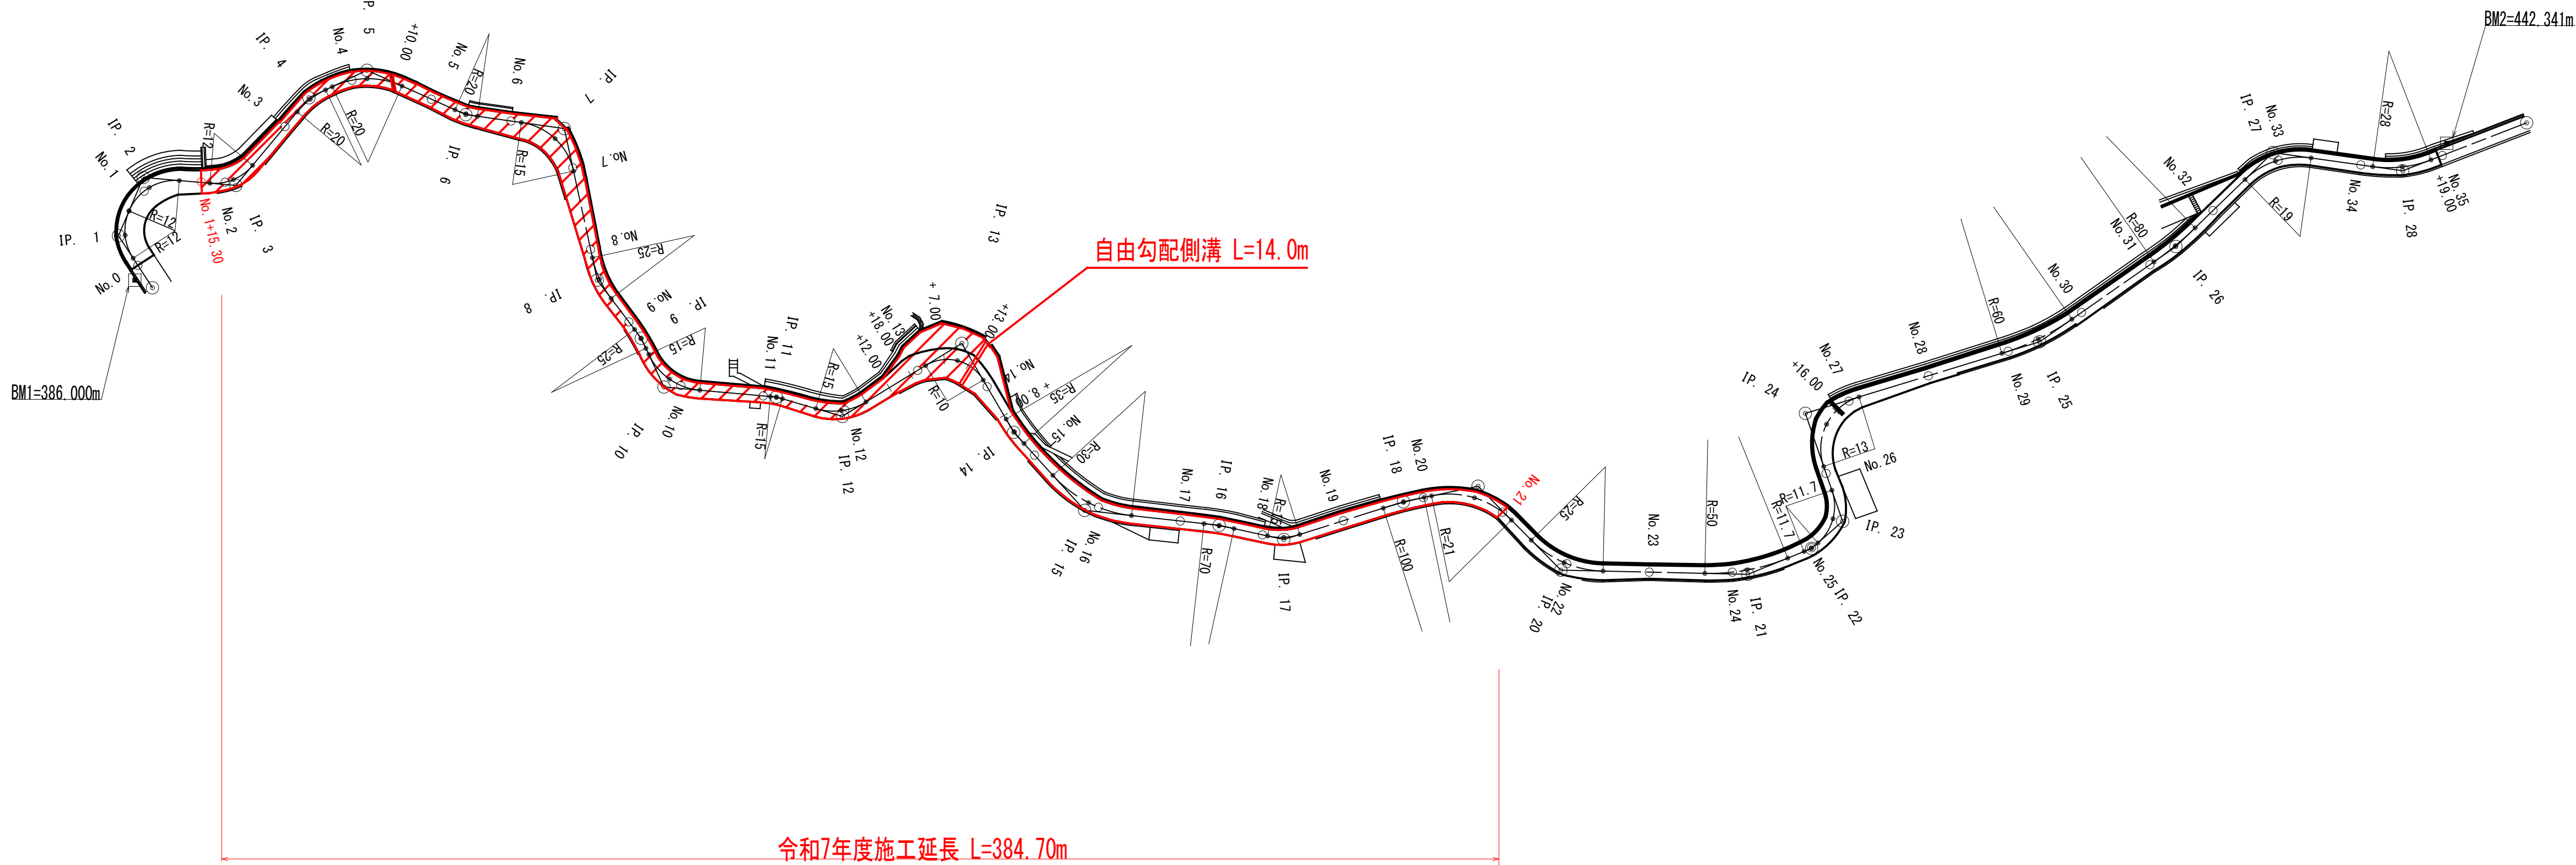 BM1=386.000m
No.0
IP. 1
R=12
R=12
No.1
IP. 2
R=12
No.1+15.30
No.2
IP. 3
No.3
IP. 4
R=20
No.4
P. 5
R=20
+10.00
No.5
R=20
IP. 6
No.6
R=15
IP. 7
No.7
No.8
R=25
IP. 8
No.9
IP. 9
R=25
R=15
No.10
IP. 10
No.11
IP. 11
R=15
R=15
No.12
IP. 12
+12.00
+18.00
No.13
+ 7.00
R=10
IP. 13
+13.00
自由勾配側溝 L=14.0m
No.14
+ 8.00
R=35
IP. 14
No.15
R=30
No.16
IP. 15
No.17
IP. 16
R=70
No.18
R=15
IP. 17
No.19
R=100
IP. 18
No.20
R=21
No.21
R=25
No.22
IP. 20
No.23
R=50
No.24
IP. 21
R=11.7
R=11.7
No.25
IP. 22
IP. 23
No.26
R=13
IP. 24
+16.00
No.27
No.28
R=60
No.29
IP. 25
No.30
R=80
No.31
IP. 26
No.32
R=19
IP. 27
No.33
No.34
R=28
IP. 28
No.35
+19.00
BM2=442.341m
令和7年度施工延長 L=384.70m